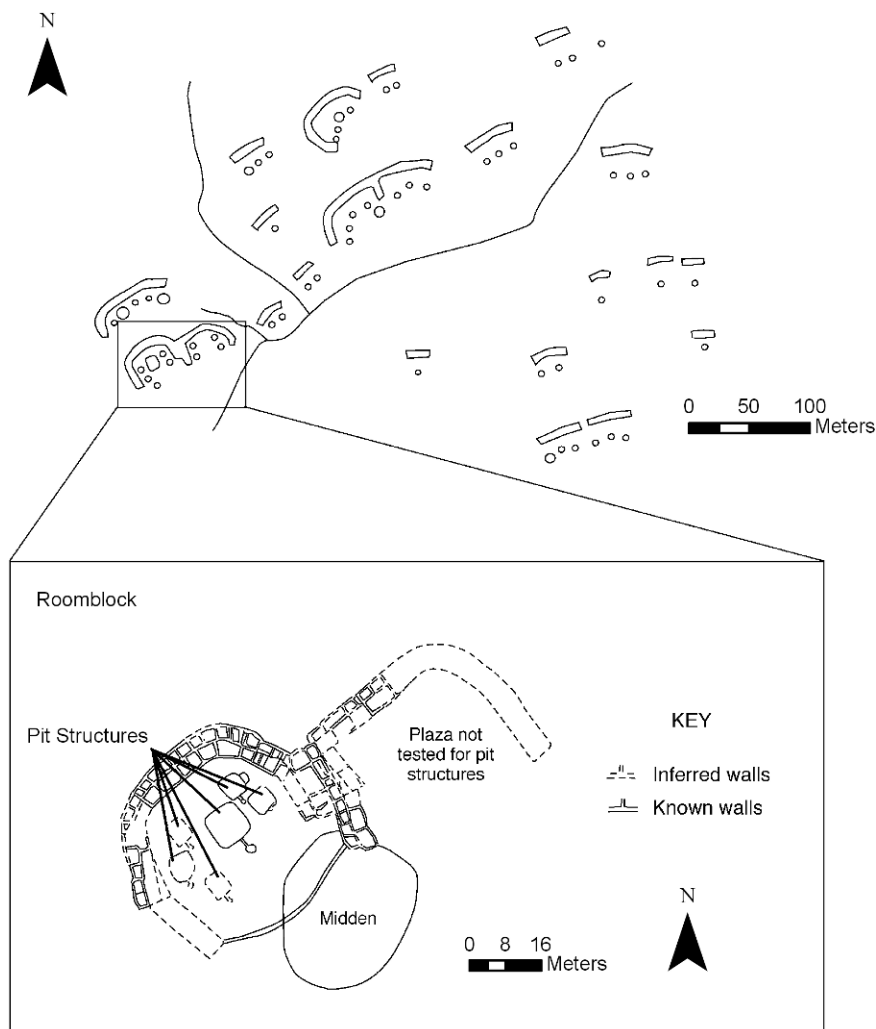 N
0 50 100
Meters
Roomblock
Pit Structures
Plaza not
tested for pit
structures
KEY
Inferred walls
Known walls
Midden
N
0 8 16
Meters